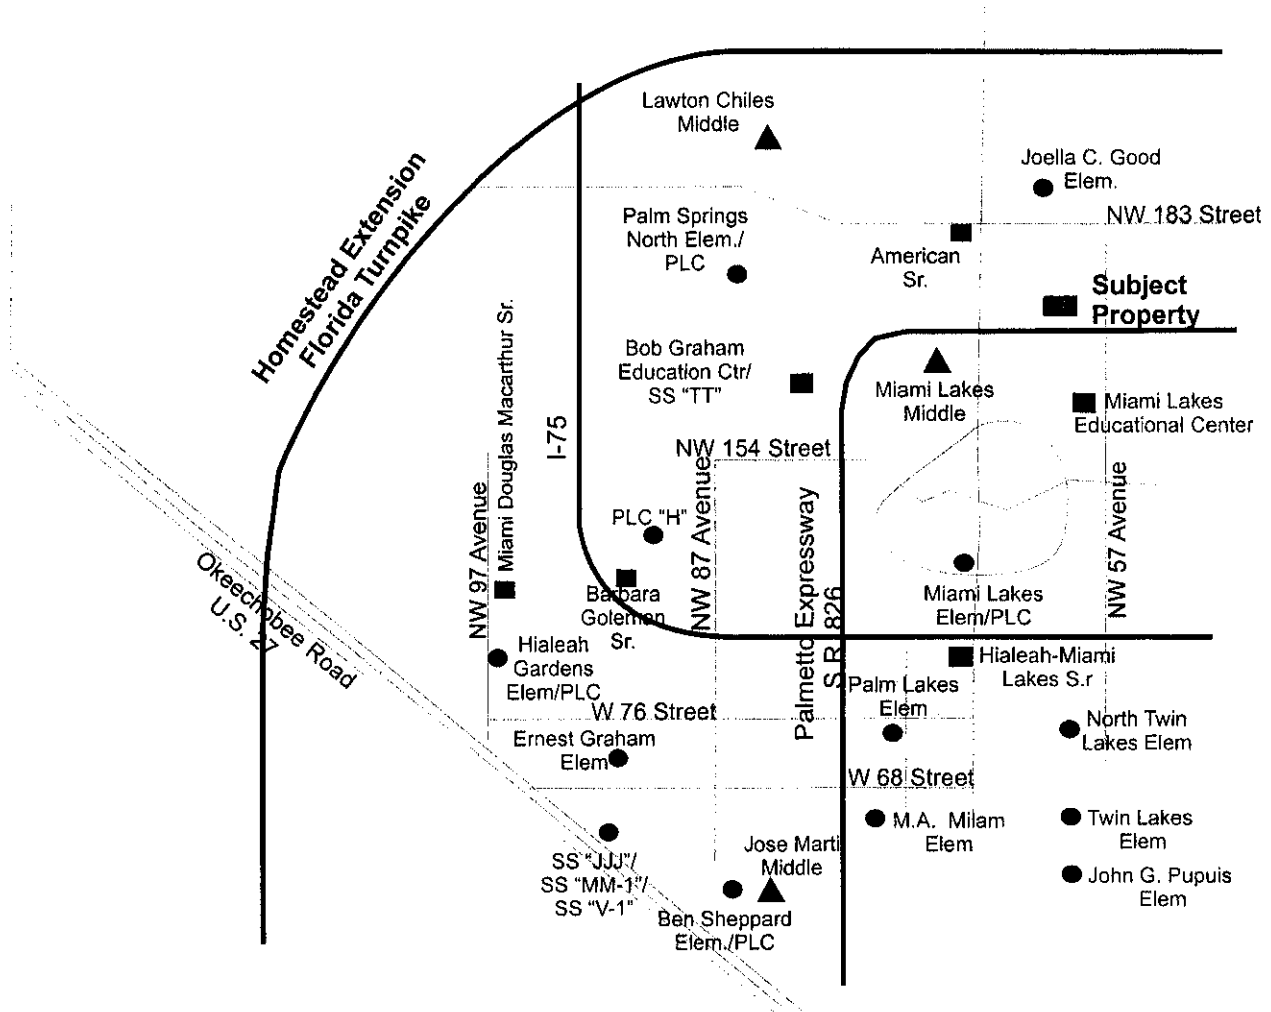 Lawton Chiles
Middle
Joella C. Good
Elem.
NW 183 Street
Homestead Extension
Florida Turnpike
Palm Springs
North Elem./
PLC
American
Sr.
Subject
Property
Miami Douglas Macarthur Sr.
Bob Graham
Education Ctr/
SS "TT"
Miami Lakes
Middle
Miami Lakes
Educational Center
I-75
NW 154 Street
NW 97 Avenue
NW 87 Avenue
Palmetto Expressway
S.R. 826
NW 57 Avenue
PLC "H"
Okeechobee Road
U.S. 27
Barbara
Goleman
Sr.
Miami Lakes
Elem/PLC
Hialeah
Gardens
Elem/PLC
Hialeah-Miami
Lakes S.r
W 76 Street
Palm Lakes
Elem
North Twin
Lakes Elem
Ernest Graham
Elem
W 68 Street
M.A. Milam
Elem
Twin Lakes
Elem
SS "JJJ"/
SS "MM-1"/
SS "V-1"
Jose Marti
Middle
John G. Pupuis
Elem
Ben Sheppard
Elem./PLC